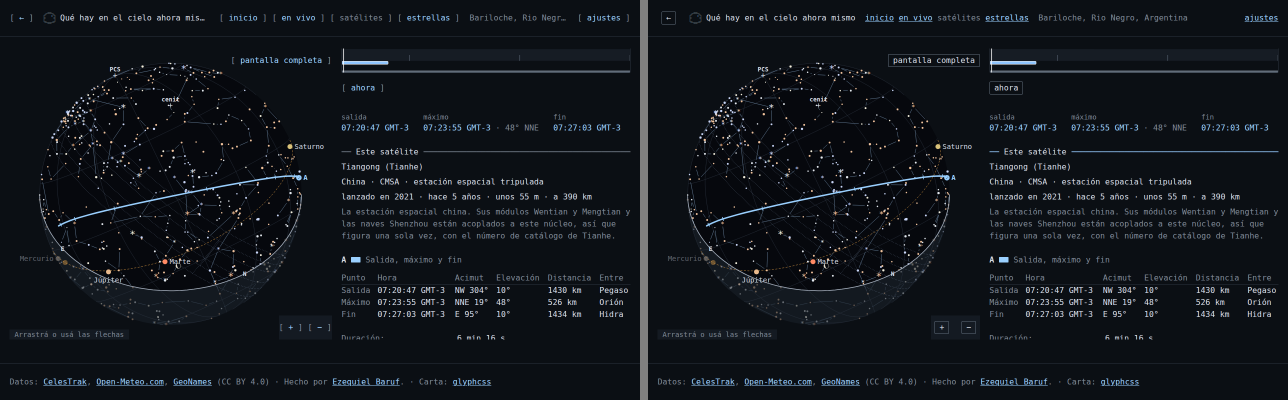 [ ← ] Qué hay en el cielo ahora mis… [ inicio ] [ en vivo ] [ satélites ] [ estrellas ] Bariloche, Río Negr… [ ajustes ]
[ pantalla completa ]
PCS
cenit
Saturno
A
E
Mercurio
Júpiter
Marte
N
[ ahora ]
salida máximo fin
07:20:47 GMT-3 07:23:55 GMT-3 · 48° NNE 07:27:03 GMT-3
Este satélite
Tiangong (Tianhe)
China · CMSA · estación espacial tripulada
lanzado en 2021 · hace 5 años · unos 55 m · a 390 km
La estación espacial china. Sus módulos Wentian y Mengtian y
las naves Shenzhou están acoplados a este núcleo, así que
figura una sola vez, con el número de catálogo de Tianhe.
A Salida, máximo y fin
Punto Hora Acimut Elevación Distancia Entre
Salida 07:20:47 GMT-3 NW 304° 10° 1430 km Pegaso
Máximo 07:23:55 GMT-3 NNE 19° 48° 526 km Orión
Fin 07:27:03 GMT-3 E 95° 10° 1434 km Hidra
Duración: 6 min 16 s
Arrastrá o usá las flechas
[ + ] [ − ]
Datos: CelesTrak, Open-Meteo.com, GeoNames (CC BY 4.0) · Hecho por Ezequiel Baruf. · Carta: glyphcss
← Qué hay en el cielo ahora mismo inicio en vivo satélites estrellas Bariloche, Río Negro, Argentina ajustes
pantalla completa
PCS
cenit
Saturno
A
E
Mercurio
Júpiter
Marte
N
ahora
salida máximo fin
07:20:47 GMT-3 07:23:55 GMT-3 · 48° NNE 07:27:03 GMT-3
Este satélite
Tiangong (Tianhe)
China · CMSA · estación espacial tripulada
lanzado en 2021 · hace 5 años · unos 55 m · a 390 km
La estación espacial china. Sus módulos Wentian y Mengtian y
las naves Shenzhou están acoplados a este núcleo, así que
figura una sola vez, con el número de catálogo de Tianhe.
A Salida, máximo y fin
Punto Hora Acimut Elevación Distancia Entre
Salida 07:20:47 GMT-3 NW 304° 10° 1430 km Pegaso
Máximo 07:23:55 GMT-3 NNE 19° 48° 526 km Orión
Fin 07:27:03 GMT-3 E 95° 10° 1434 km Hidra
Duración: 6 min 16 s
Arrastrá o usá las flechas
+ −
Datos: CelesTrak, Open-Meteo.com, GeoNames (CC BY 4.0) · Hecho por Ezequiel Baruf. · Carta: glyphcss